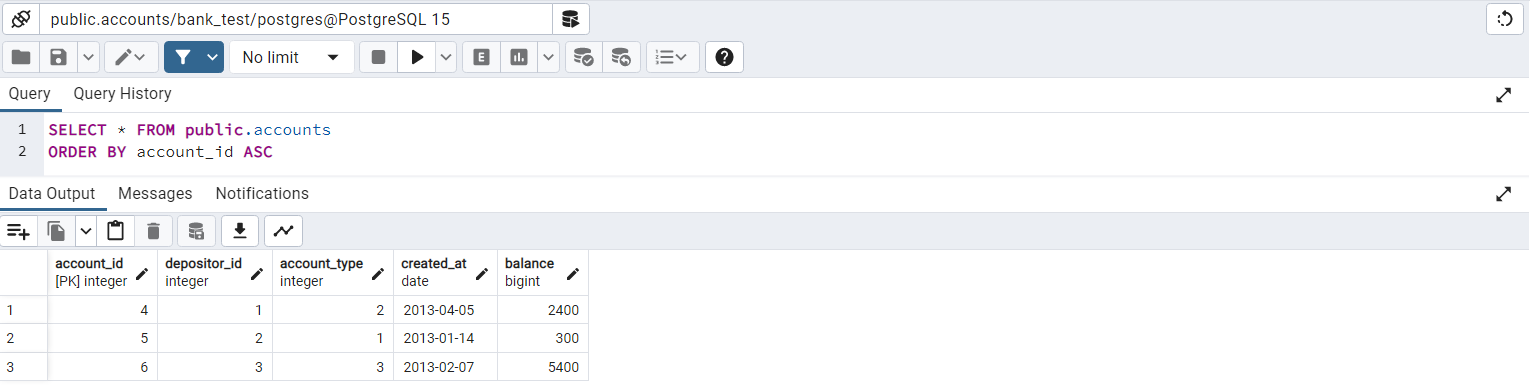 public.accounts/bank_test/postgres@PostgreSQL 15
No limit
E
Query Query History
1 SELECT * FROM public.accounts
2 ORDER BY account_id ASC
Data Output Messages Notifications
account_id depositor_id account_type created_at balance
[PK] integer integer integer date bigint
1 4 1 2 2013-04-05 2400
2 5 2 1 2013-01-14 300
3 6 3 3 2013-02-07 5400